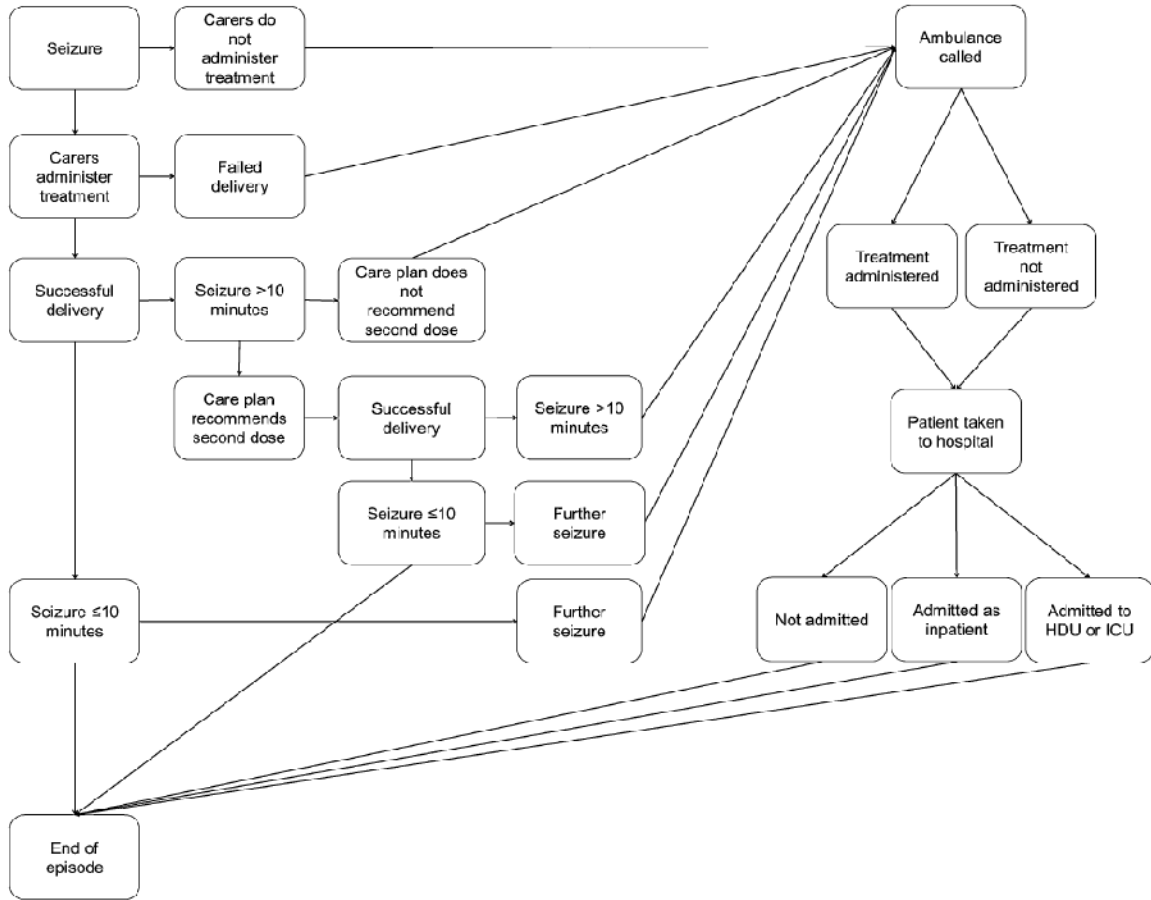 Seizure
Carers do
not
administer
treatment
Ambulance
called
Carers
administer
treatment
Failed
delivery
Successful
delivery
Seizure >10
minutes
Care plan does
not
recommend
second dose
Treatment
administered
Treatment
not
administered
Care plan
recommends
second dose
Successful
delivery
Seizure >10
minutes
Patient taken
to hospital
Seizure ≤10
minutes
Further
seizure
Seizure ≤10
minutes
Further
seizure
Not admitted
Admitted as
inpatient
Admitted to
HDU or ICU
End of
episode